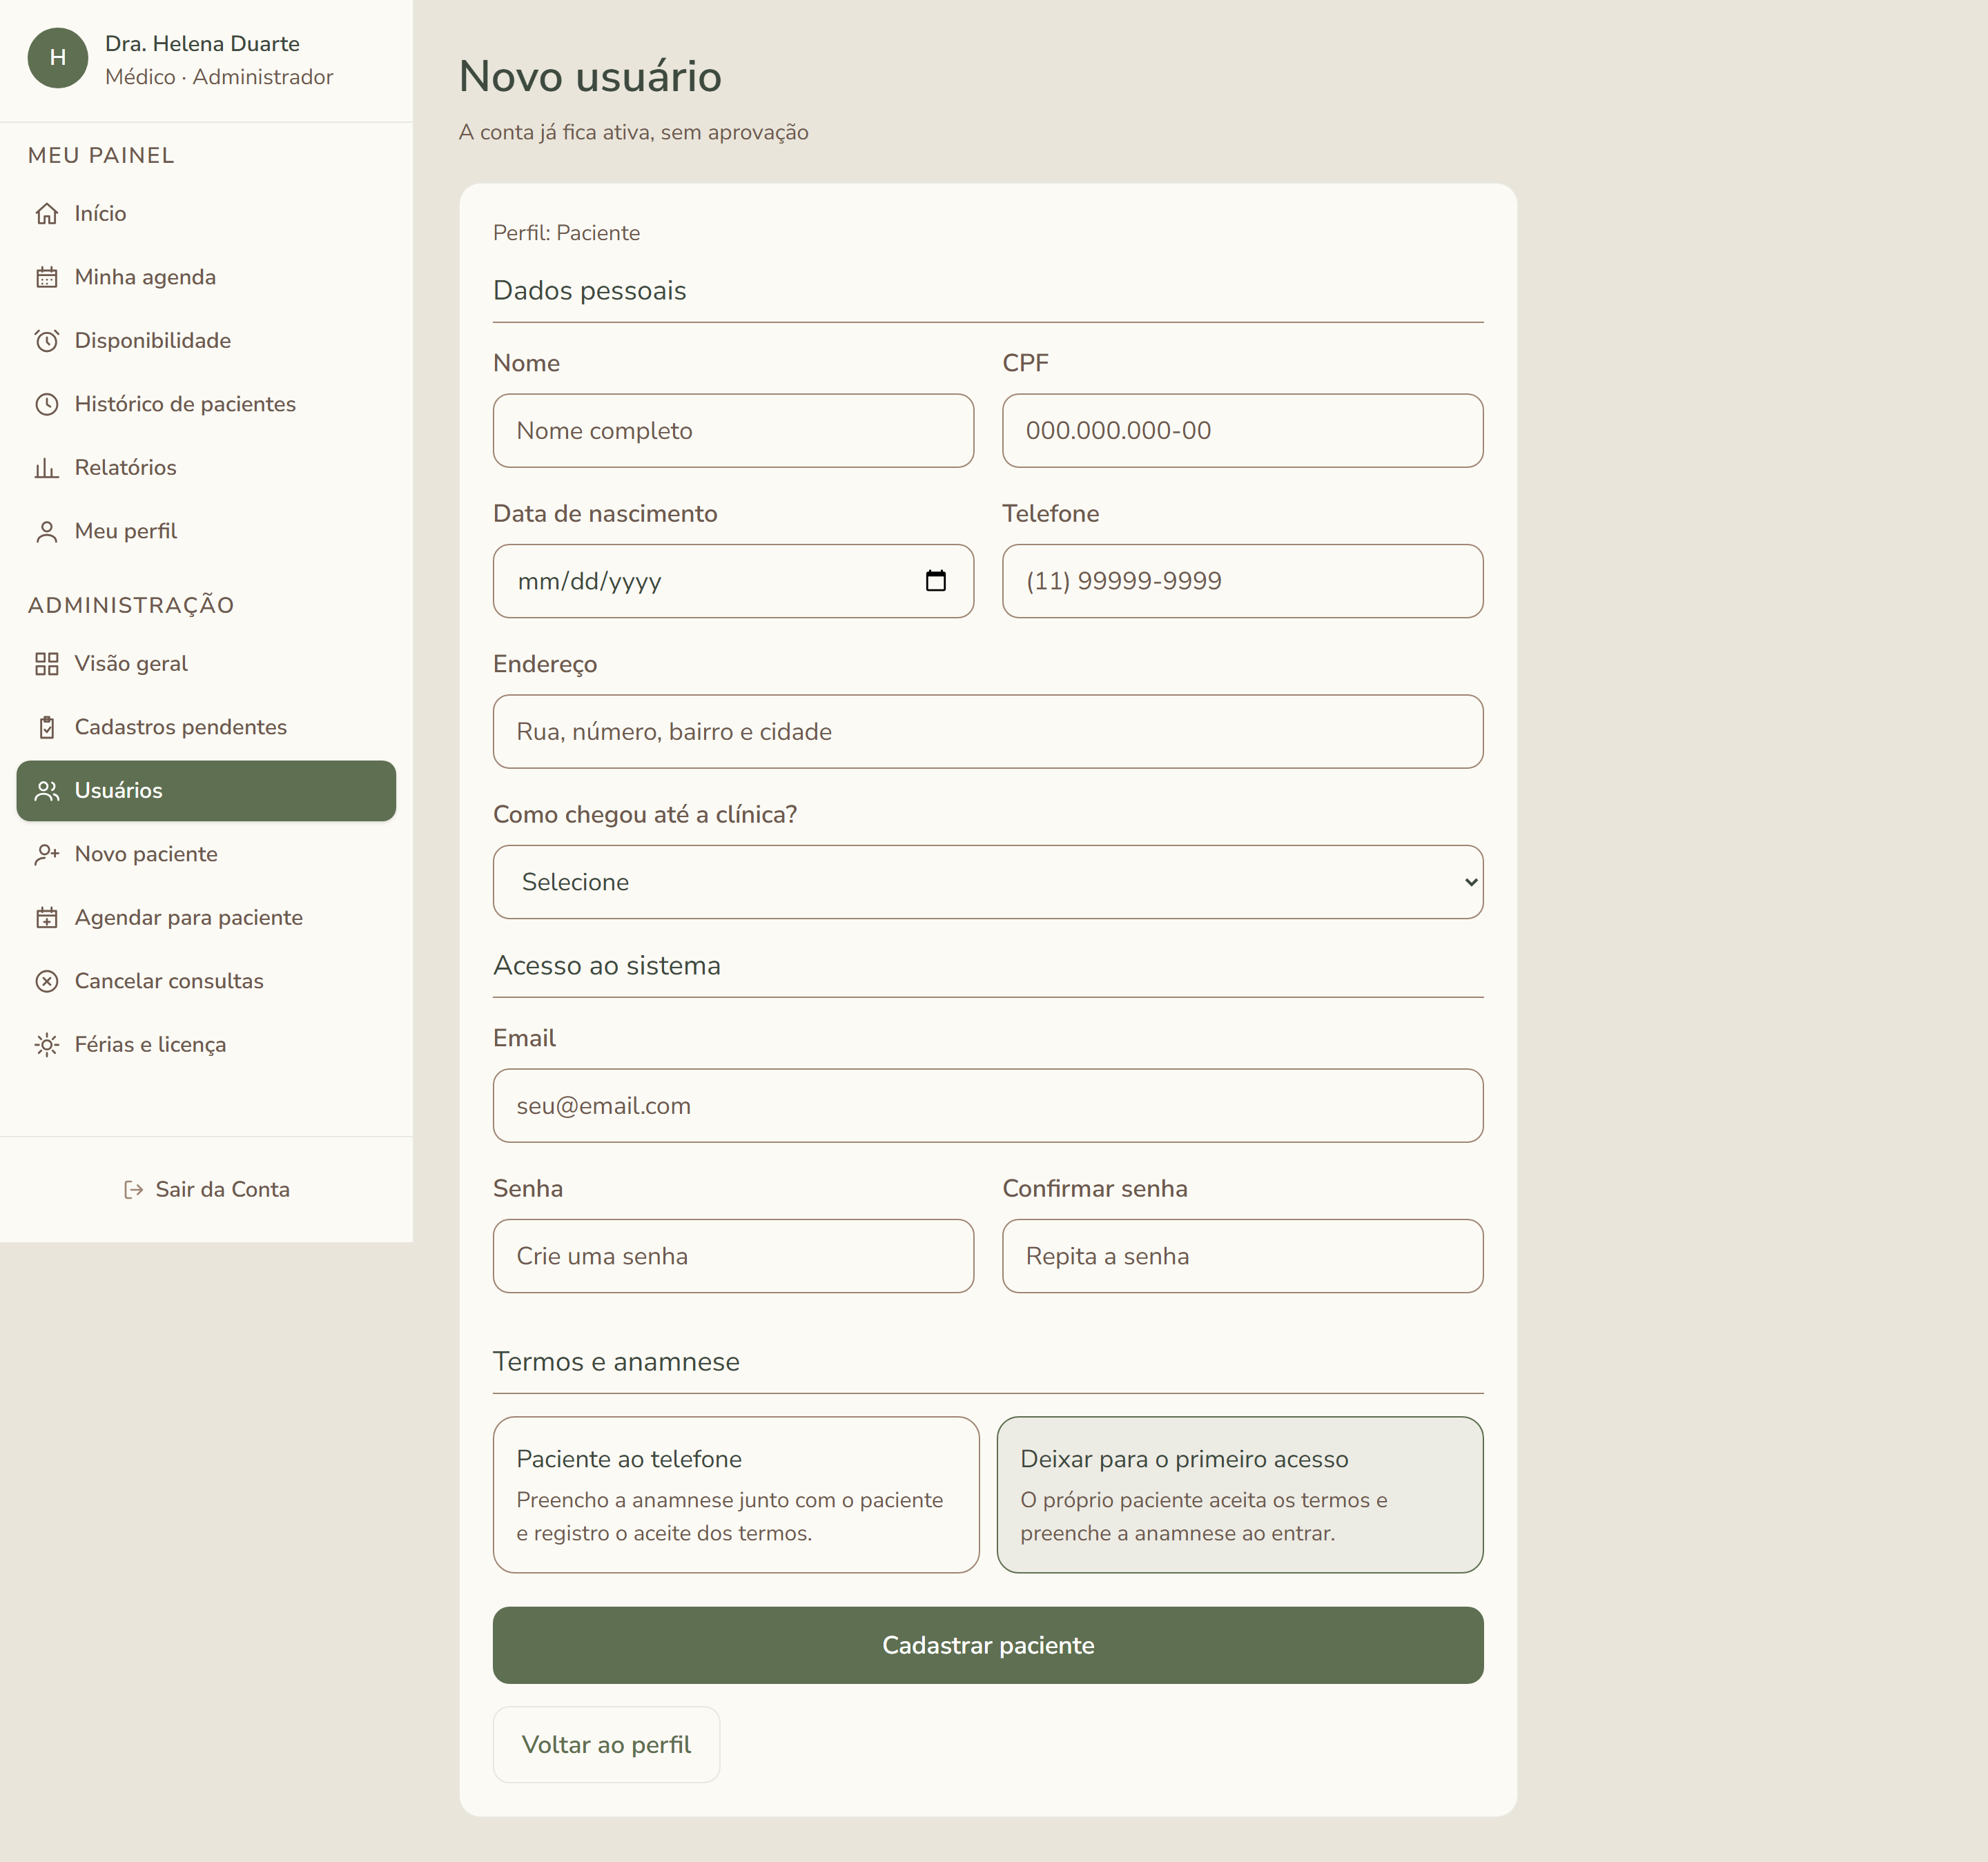 H
Dra. Helena Duarte
Médico · Administrador
MEU PAINEL
Início
Minha agenda
Disponibilidade
Histórico de pacientes
Relatórios
Meu perfil
ADMINISTRAÇÃO
Visão geral
Cadastros pendentes
Usuários
Novo paciente
Agendar para paciente
Cancelar consultas
Férias e licença
Sair da Conta
Novo usuário
A conta já fica ativa, sem aprovação
Perfil: Paciente
Dados pessoais
Nome
Nome completo
CPF
000.000.000-00
Data de nascimento
mm/dd/yyyy
Telefone
(11) 99999-9999
Endereço
Rua, número, bairro e cidade
Como chegou até a clínica?
Selecione
Acesso ao sistema
Email
seu@email.com
Senha
Crie uma senha
Confirmar senha
Repita a senha
Termos e anamnese
Paciente ao telefone
Preencho a anamnese junto com o paciente
e registro o aceite dos termos.
Deixar para o primeiro acesso
O próprio paciente aceita os termos e
preenche a anamnese ao entrar.
Cadastrar paciente
Voltar ao perfil